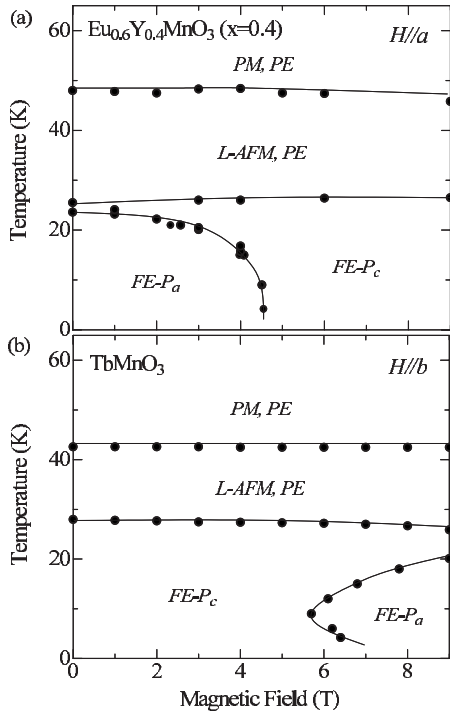 (a)
Eu0.6Y0.4MnO3 (x=0.4)
H//a
PM, PE
L-AFM, PE
FE-Pa
FE-Pc
Temperature (K)
60
40
20
0
(b)
TbMnO3
H//b
PM, PE
L-AFM, PE
FE-Pc
FE-Pa
Temperature (K)
60
40
20
0
0 2 4 6 8
Magnetic Field (T)